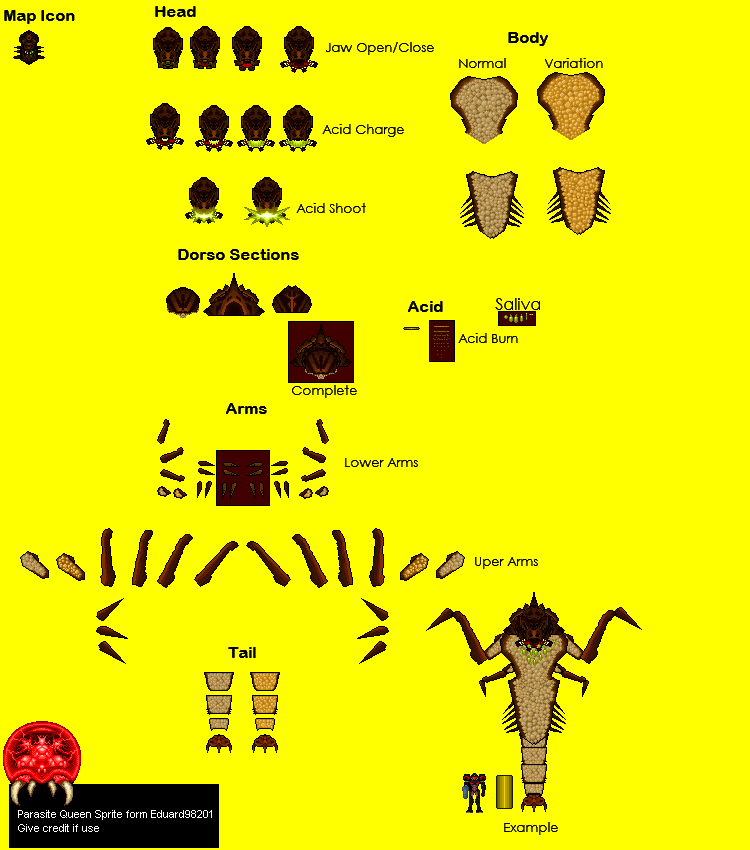 Map Icon
Head
Jaw Open/Close
Body
Normal
Variation
Acid Charge
Acid Shoot
Dorso Sections
Acid
Saliva
Acid Burn
Complete
Arms
Lower Arms
Uper Arms
Tail
Parasite Queen Sprite form Eduard98201
Give credit if use
Example